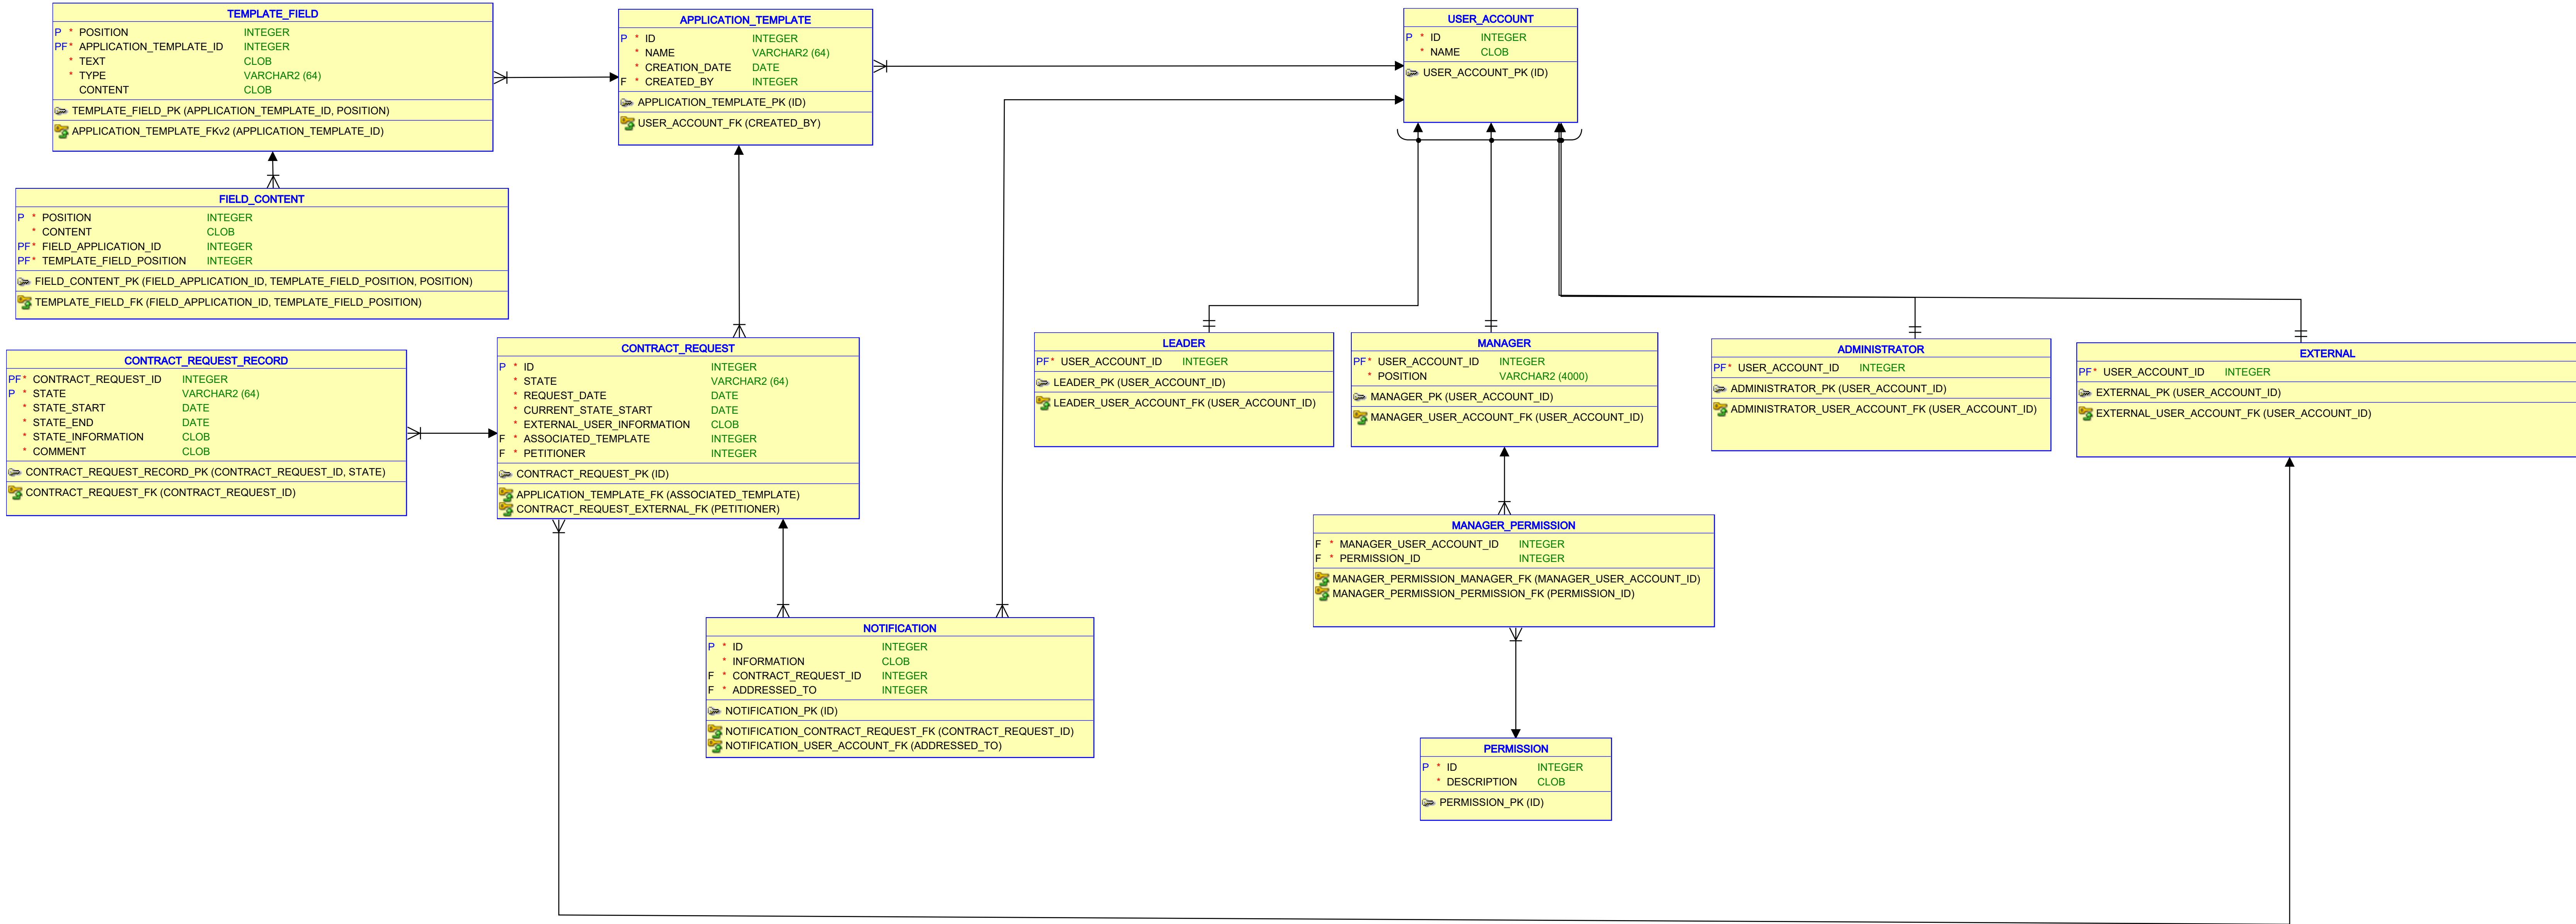 TEMPLATE_FIELD
P * POSITION INTEGER
PF* APPLICATION_TEMPLATE_ID INTEGER
* TEXT CLOB
* TYPE VARCHAR2 (64)
CONTENT CLOB
TEMPLATE_FIELD_PK (APPLICATION_TEMPLATE_ID, POSITION)
APPLICATION_TEMPLATE_FKv2 (APPLICATION_TEMPLATE_ID)
APPLICATION_TEMPLATE
P * ID INTEGER
* NAME VARCHAR2 (64)
* CREATION_DATE DATE
F * CREATED_BY INTEGER
APPLICATION_TEMPLATE_PK (ID)
USER_ACCOUNT_FK (CREATED_BY)
USER_ACCOUNT
P * ID INTEGER
* NAME CLOB
USER_ACCOUNT_PK (ID)
FIELD_CONTENT
P * POSITION INTEGER
* CONTENT CLOB
PF* FIELD_APPLICATION_ID INTEGER
PF* TEMPLATE_FIELD_POSITION INTEGER
FIELD_CONTENT_PK (FIELD_APPLICATION_ID, TEMPLATE_FIELD_POSITION, POSITION)
TEMPLATE_FIELD_FK (FIELD_APPLICATION_ID, TEMPLATE_FIELD_POSITION)
CONTRACT_REQUEST_RECORD
PF* CONTRACT_REQUEST_ID INTEGER
P * STATE VARCHAR2 (64)
* STATE_START DATE
* STATE_END DATE
* STATE_INFORMATION CLOB
* COMMENT CLOB
CONTRACT_REQUEST_RECORD_PK (CONTRACT_REQUEST_ID, STATE)
CONTRACT_REQUEST_FK (CONTRACT_REQUEST_ID)
CONTRACT_REQUEST
P * ID INTEGER
* STATE VARCHAR2 (64)
* REQUEST_DATE DATE
* CURRENT_STATE_START DATE
* EXTERNAL_USER_INFORMATION CLOB
F * ASSOCIATED_TEMPLATE INTEGER
F * PETITIONER INTEGER
CONTRACT_REQUEST_PK (ID)
APPLICATION_TEMPLATE_FK (ASSOCIATED_TEMPLATE)
CONTRACT_REQUEST_EXTERNAL_FK (PETITIONER)
LEADER
PF* USER_ACCOUNT_ID INTEGER
LEADER_PK (USER_ACCOUNT_ID)
LEADER_USER_ACCOUNT_FK (USER_ACCOUNT_ID)
MANAGER
PF* USER_ACCOUNT_ID INTEGER
* POSITION VARCHAR2 (4000)
MANAGER_PK (USER_ACCOUNT_ID)
MANAGER_USER_ACCOUNT_FK (USER_ACCOUNT_ID)
ADMINISTRATOR
PF* USER_ACCOUNT_ID INTEGER
ADMINISTRATOR_PK (USER_ACCOUNT_ID)
ADMINISTRATOR_USER_ACCOUNT_FK (USER_ACCOUNT_ID)
EXTERNAL
PF* USER_ACCOUNT_ID INTEGER
EXTERNAL_PK (USER_ACCOUNT_ID)
EXTERNAL_USER_ACCOUNT_FK (USER_ACCOUNT_ID)
MANAGER_PERMISSION
F * MANAGER_USER_ACCOUNT_ID INTEGER
F * PERMISSION_ID INTEGER
MANAGER_PERMISSION_MANAGER_FK (MANAGER_USER_ACCOUNT_ID)
MANAGER_PERMISSION_PERMISSION_FK (PERMISSION_ID)
NOTIFICATION
P * ID INTEGER
* INFORMATION CLOB
F * CONTRACT_REQUEST_ID INTEGER
F * ADDRESSED_TO INTEGER
NOTIFICATION_PK (ID)
NOTIFICATION_CONTRACT_REQUEST_FK (CONTRACT_REQUEST_ID)
NOTIFICATION_USER_ACCOUNT_FK (ADDRESSED_TO)
PERMISSION
P * ID INTEGER
* DESCRIPTION CLOB
PERMISSION_PK (ID)